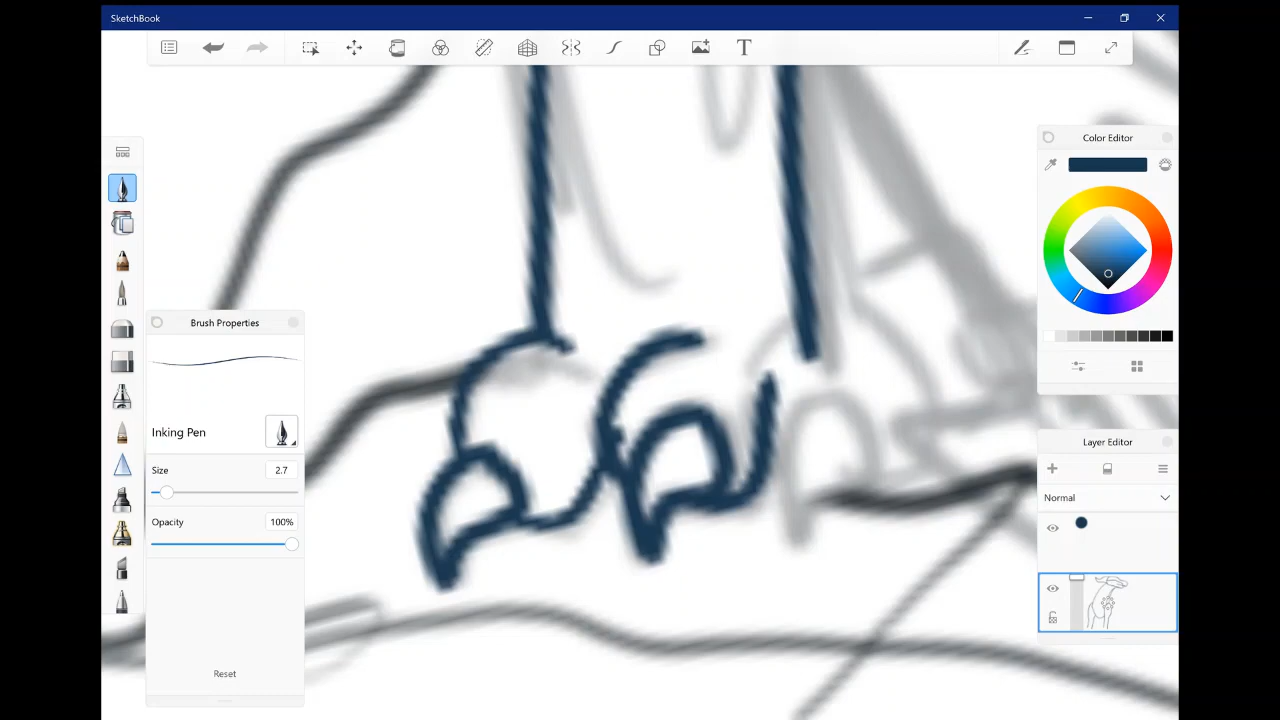 SketchBook
T
Color Editor
Brush Properties
Inking Pen
Size 2.7
Opacity 100%
Reset
Layer Editor
Normal